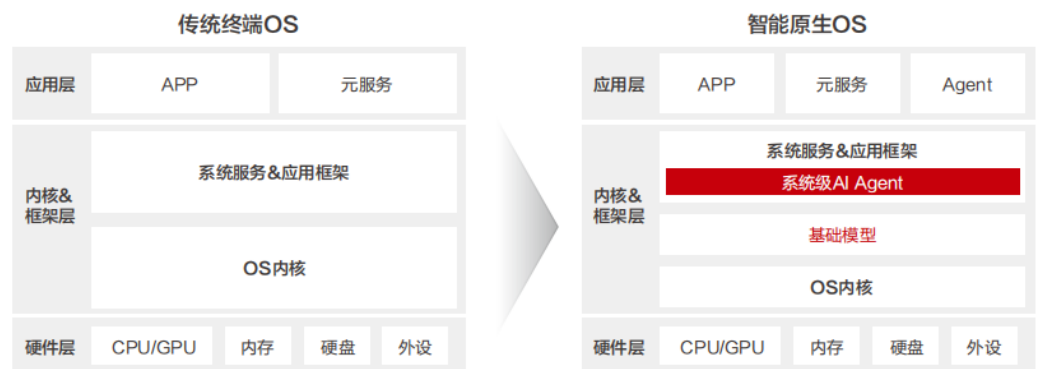 传统终端OS
应用层
APP
元服务
内核&
框架层
系统服务&应用框架
OS内核
硬件层
CPU/GPU
内存
硬盘
外设
智能原生OS
应用层
APP
元服务
Agent
内核&
框架层
系统服务&应用框架
系统级AI Agent
基础模型
OS内核
硬件层
CPU/GPU
内存
硬盘
外设